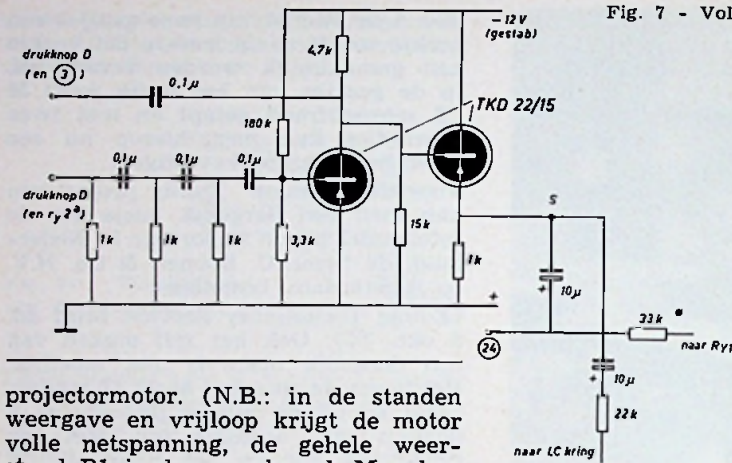 Fig. 7 - Vol
– 12 V
(gestab)
4,7k
drukknop O
(en ③)
0,1µ
TKD 22/15
180k
0,1µ 0,1µ 0,1µ
drukknop D
(en ry 2*)
1k 1k 1k 3,3k
15k
1k
S
10µ
+
+
24
33k
*
naar Ry1
+
10µ
22k
naar LC kring
projectormotor. (N.B.: in de standen
weergave en vrijloop krijgt de motor
volle netspanning, de gehele weer-